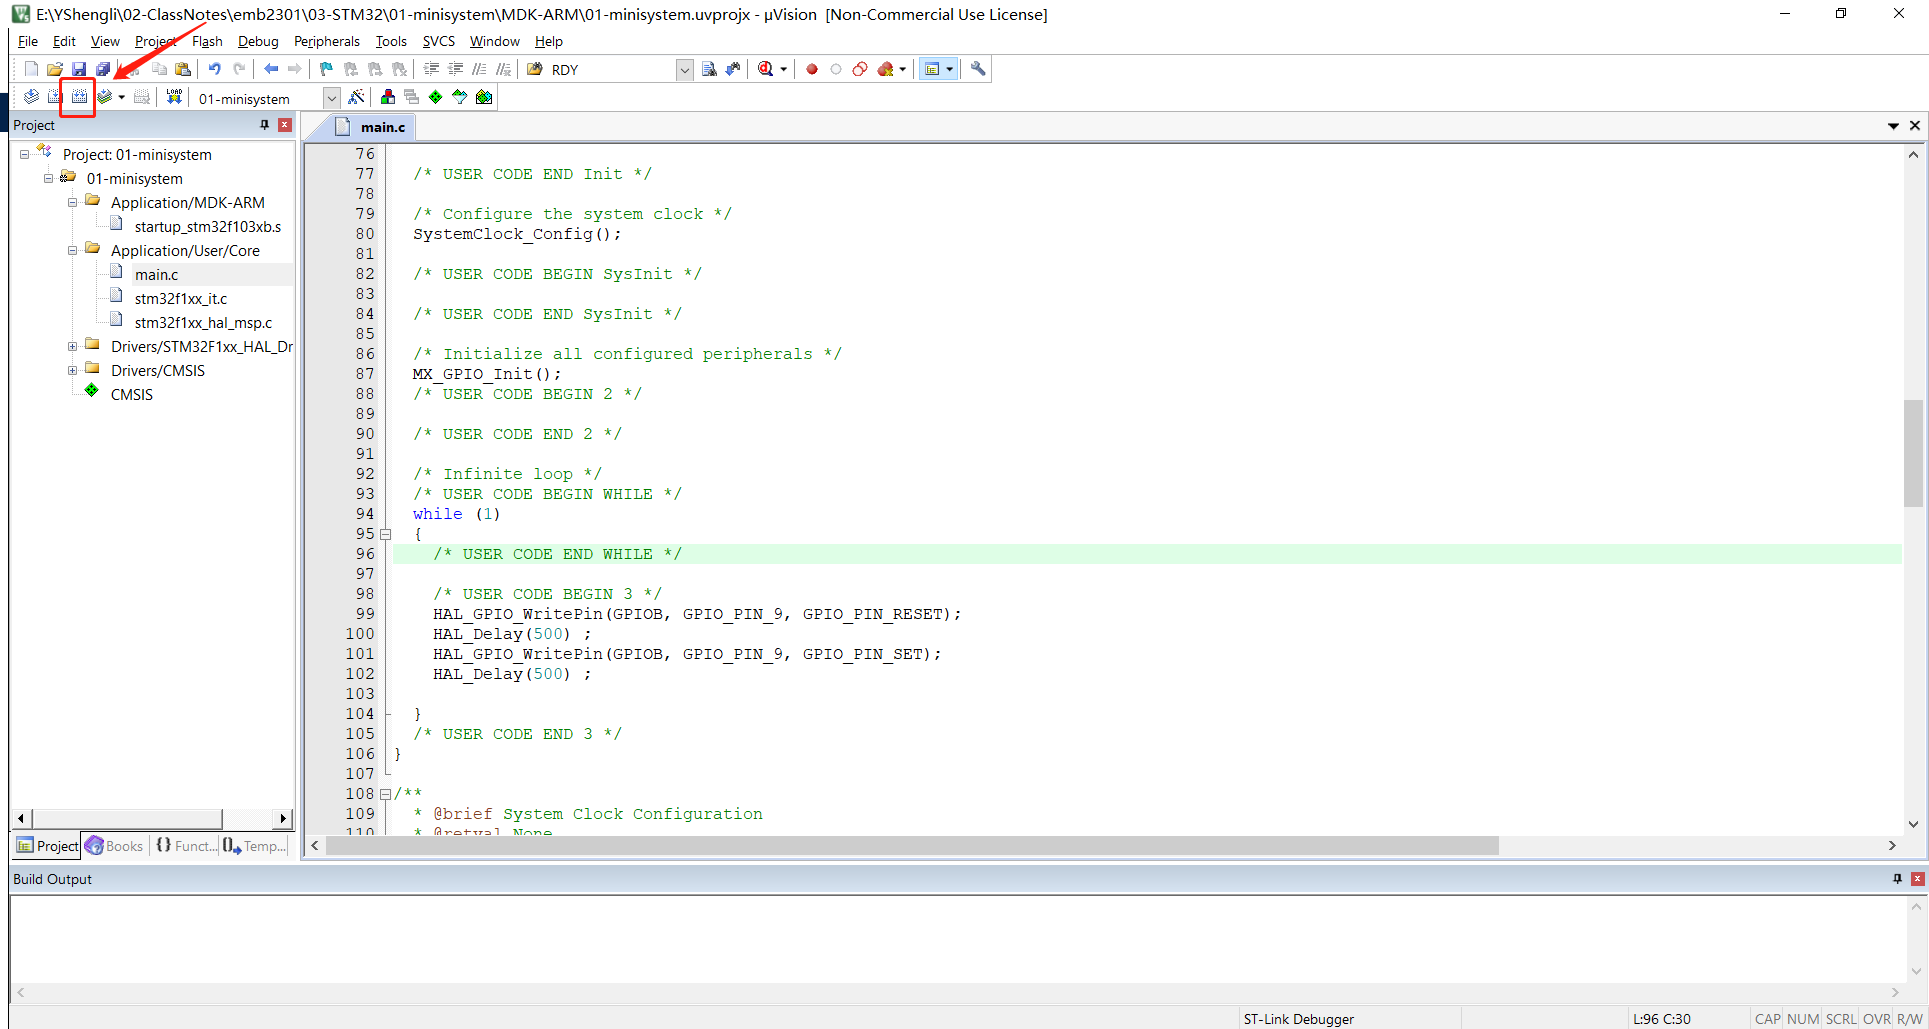 E:\YShengli\02-ClassNotes\emb2301\03-STM32\01-minisystem\MDK-ARM\01-minisystem.uvprojx - µVision  [Non-Commercial Use License]
File Edit View Project Flash Debug Peripherals Tools SVCS Window Help
RDY
LOAD 01-minisystem
Project
Project: 01-minisystem
01-minisystem
Application/MDK-ARM
startup_stm32f103xb.s
Application/User/Core
main.c
stm32f1xx_it.c
stm32f1xx_hal_msp.c
Drivers/STM32F1xx_HAL_Dr
Drivers/CMSIS
CMSIS
Project Books Funct... Temp...
main.c
76
77 /* USER CODE END Init */
78
79 /* Configure the system clock */
80 SystemClock_Config();
81
82 /* USER CODE BEGIN SysInit */
83
84 /* USER CODE END SysInit */
85
86 /* Initialize all configured peripherals */
87 MX_GPIO_Init();
88 /* USER CODE BEGIN 2 */
89
90 /* USER CODE END 2 */
91
92 /* Infinite loop */
93 /* USER CODE BEGIN WHILE */
94 while (1)
95 {
96 /* USER CODE END WHILE */
97
98 /* USER CODE BEGIN 3 */
99 HAL_GPIO_WritePin(GPIOB, GPIO_PIN_9, GPIO_PIN_RESET);
100 HAL_Delay(500) ;
101 HAL_GPIO_WritePin(GPIOB, GPIO_PIN_9, GPIO_PIN_SET);
102 HAL_Delay(500) ;
103
104 }
105 /* USER CODE END 3 */
106 }
107
108 /**
109 * @brief System Clock Configuration
110 * @retval None
Build Output
ST-Link Debugger L:96 C:30 CAP NUM SCRL OVR R/W